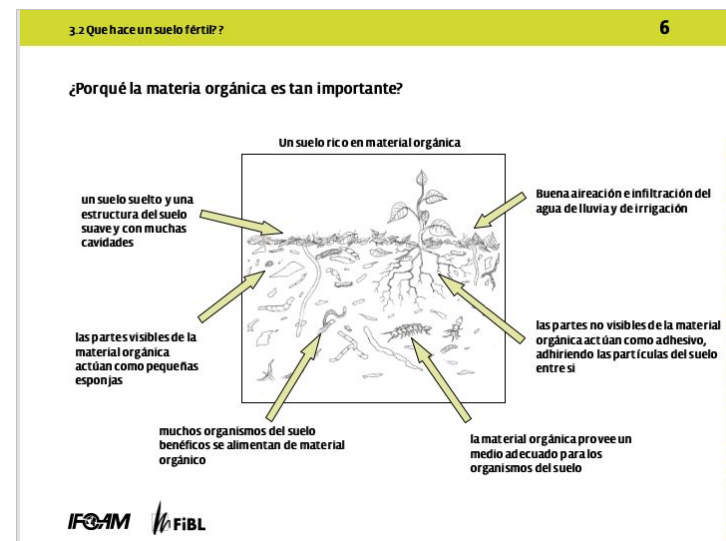 3.2 Que hace un suelo fértil? ?
6
¿Porqué la materia orgánica es tan importante?
Un suelo rico en material orgánica
un suelo suelto y una
estructura del suelo
suave y con muchas
cavidades
Buena aireación e infiltración del
agua de lluvia y de irrigación
las partes visibles de la
material orgánica
actúan como pequeñas
esponjas
las partes no visibles de la material
orgánica actúan como adhesivo,
adhiriendo las partículas del suelo
entre si
muchos organismos del suelo
benéficos se alimentan de material
orgánico
la material orgánica provee un
medio adecuado para los
organismos del suelo
IFOAM
FiBL